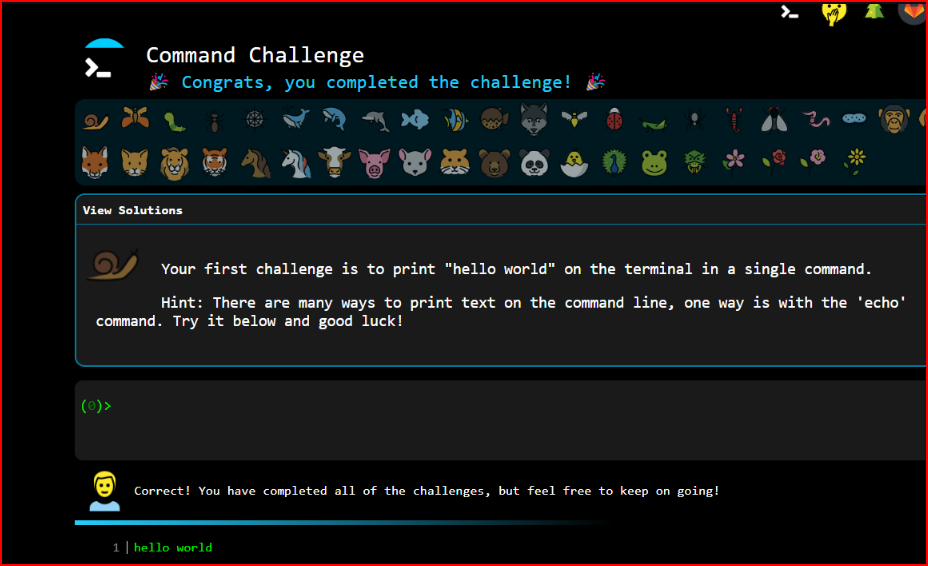 Command Challenge
🎉 Congrats, you completed the challenge! 🎉
View Solutions
Your first challenge is to print "hello world" on the terminal in a single command.
Hint: There are many ways to print text on the command line, one way is with the 'echo'
command. Try it below and good luck!
(0)>
Correct! You have completed all of the challenges, but feel free to keep on going!
1 | hello world